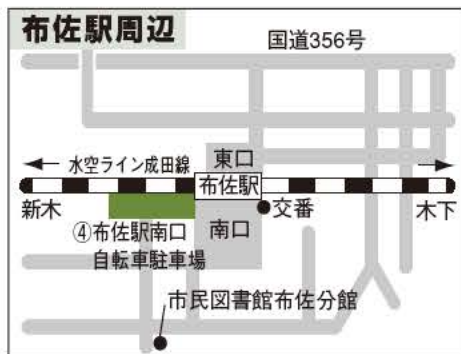 布佐駅周辺
国道356号
東口
水空ライン成田線
布佐駅
新木
木下
交番
南口
④布佐駅南口
自転車駐車場
市民図書館布佐分館